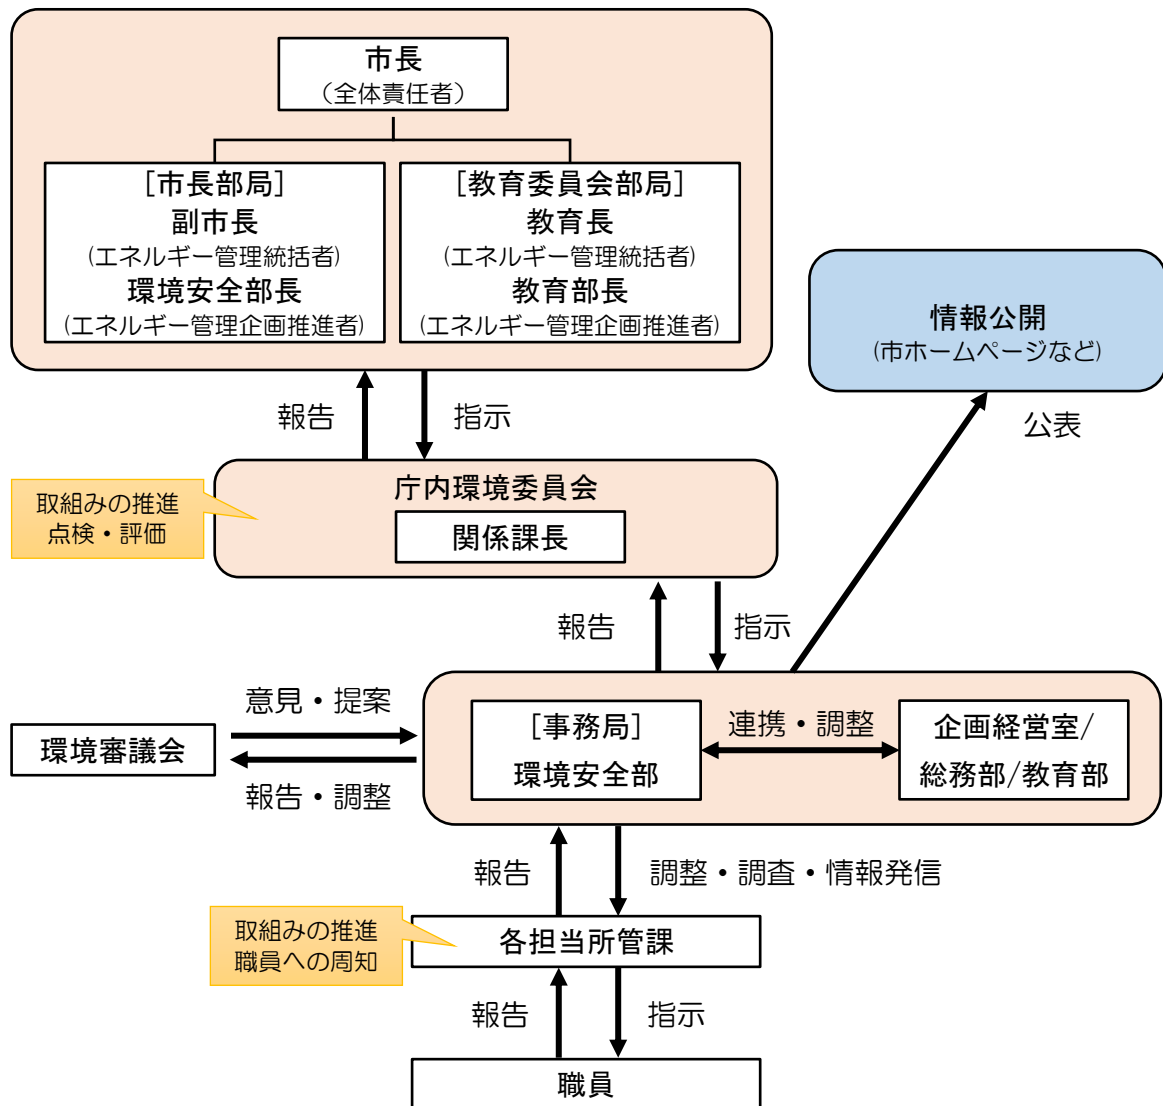 市長
（全体責任者）
［市長部局］
副市長
(エネルギー管理統括者)
環境安全部長
(エネルギー管理企画推進者)
［教育委員会部局］
教育長
(エネルギー管理統括者)
教育部長
(エネルギー管理企画推進者)
情報公開
(市ホームページなど)
報告
指示
公表
取組みの推進
点検・評価
庁内環境委員会
関係課長
報告
指示
環境審議会
意見・提案
報告・調整
［事務局］
環境安全部
連携・調整
企画経営室/
総務部/教育部
報告
調整・調査・情報発信
取組みの推進
職員への周知
各担当所管課
報告
指示
職員